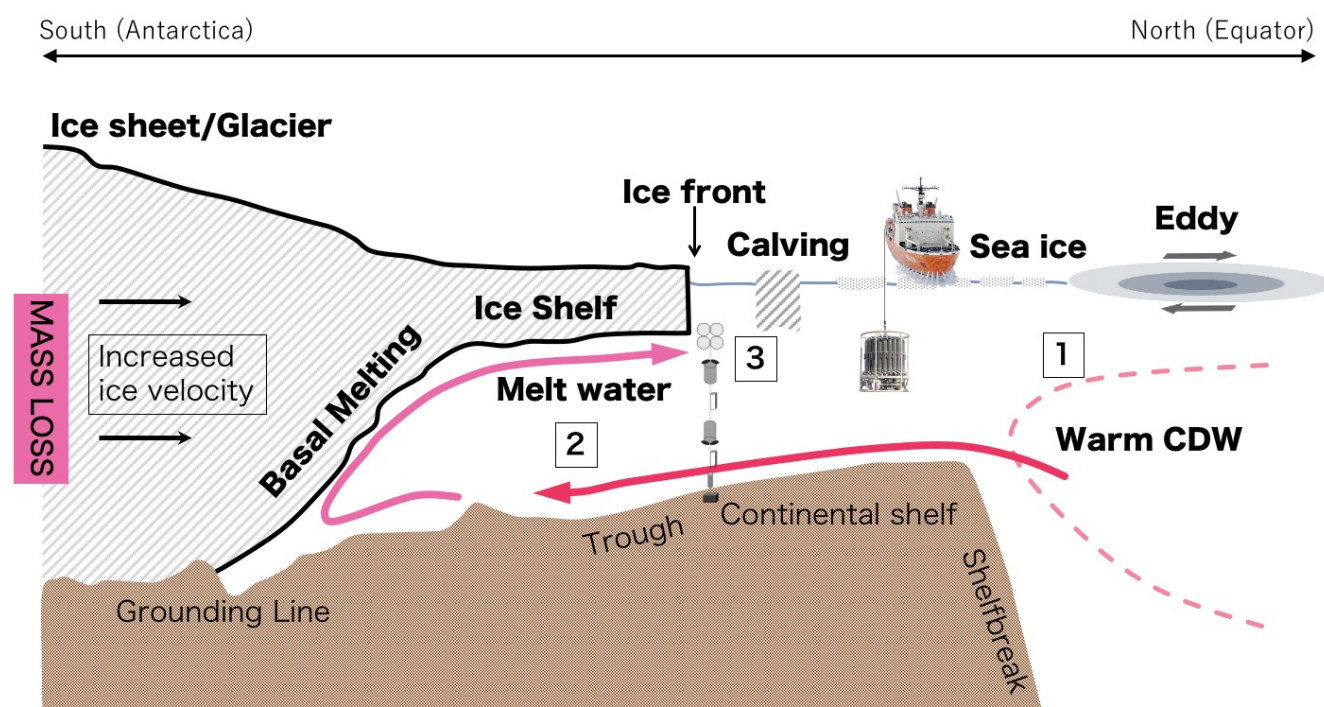 South (Antarctica)
North (Equator)
Ice sheet/Glacier
Ice front
Calving
Sea ice
Eddy
MASS LOSS
Increased
ice velocity
Ice Shelf
Basal Melting
Melt water
3
1
2
Warm CDW
Trough
Continental shelf
Shelfbreak
Grounding Line